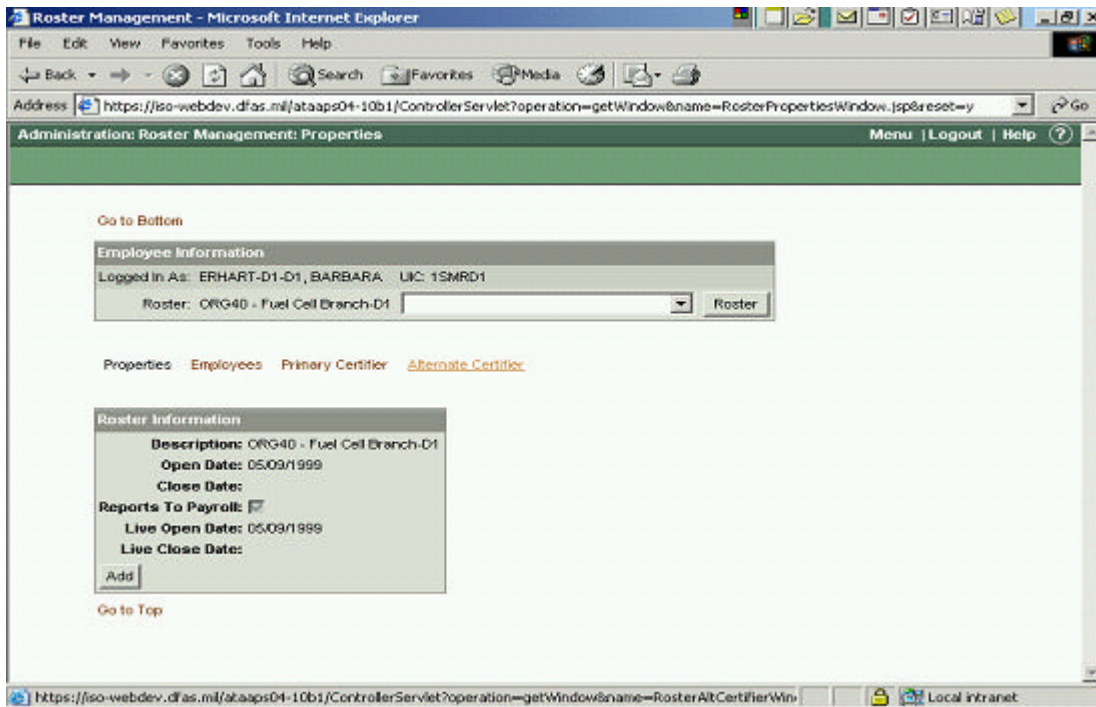 Roster Management - Microsoft Internet Explorer
File Edit View Favorites Tools Help
Back Search Favorites Media
Address https://iso-webdev.dfas.mil/ataaps04-10b1/ControllerServlet?operation=getWindow&name=RosterPropertiesWindow.jsp&reset=y Go
Administration: Roster Management: Properties Menu | Logout | Help ?
Go to Bottom
Employee Information
Logged In As: ERHART-D1-D1, BARBARA UIC: 1SMRD1
Roster: ORG40 - Fuel Cell Branch-D1 Roster
Properties Employees Primary Certifier Alternate Certifier
Roster Information
Description: ORG40 - Fuel Cell Branch-D1
Open Date: 05/09/1999
Close Date:
Reports To Payroll:
Live Open Date: 05/09/1999
Live Close Date:
Add
Go to Top
https://iso-webdev.dfas.mil/ataaps04-10b1/ControllerServlet?operation=getWindow&name=RosterAltCertifierWin Local intranet